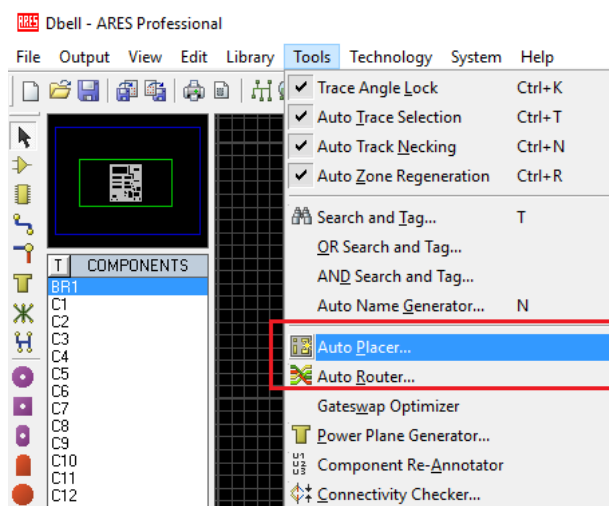 ARES Dbell - ARES Professional
File Output View Edit Library Tools Technology System Help
Trace Angle Lock Ctrl+K
Auto Trace Selection Ctrl+T
Auto Track Necking Ctrl+N
Auto Zone Regeneration Ctrl+R
Search and Tag... T
OR Search and Tag...
AND Search and Tag...
Auto Name Generator... N
Auto Placer...
Auto Router...
Gateswap Optimizer
Power Plane Generator...
Component Re-Annotator
Connectivity Checker...
T COMPONENTS
BR1
C1
C2
C3
C4
C5
C6
C7
C8
C9
C10
C11
C12